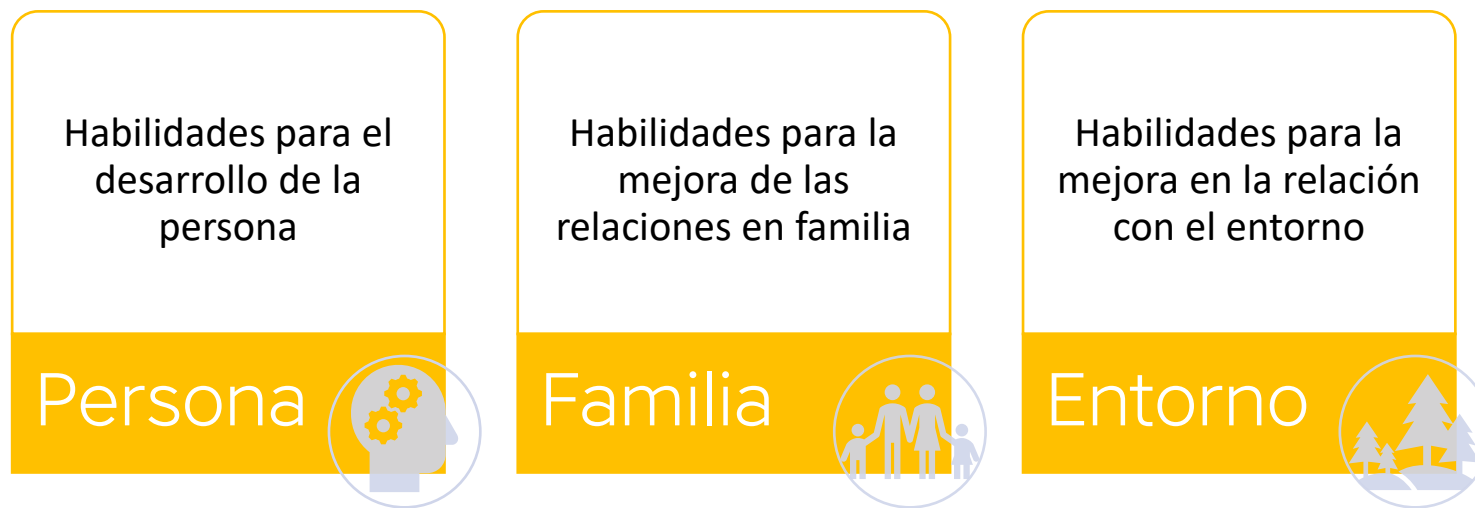 Habilidades para el
desarrollo de la
persona
Persona
Habilidades para la
mejora de las
relaciones en familia
Familia
Habilidades para la
mejora en la relación
con el entorno
Entorno